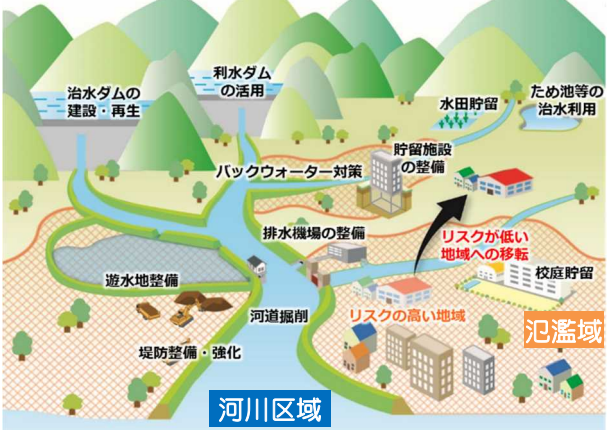 治水ダムの
建設・再生
利水ダム
の活用
水田貯留
ため池等の
治水利用
バックウォーター対策
貯留施設
の整備
排水機場の整備
リスクが低い
地域への移転
校庭貯留
遊水地整備
河道掘削
リスクの高い地域
氾濫域
堤防整備・強化
河川区域